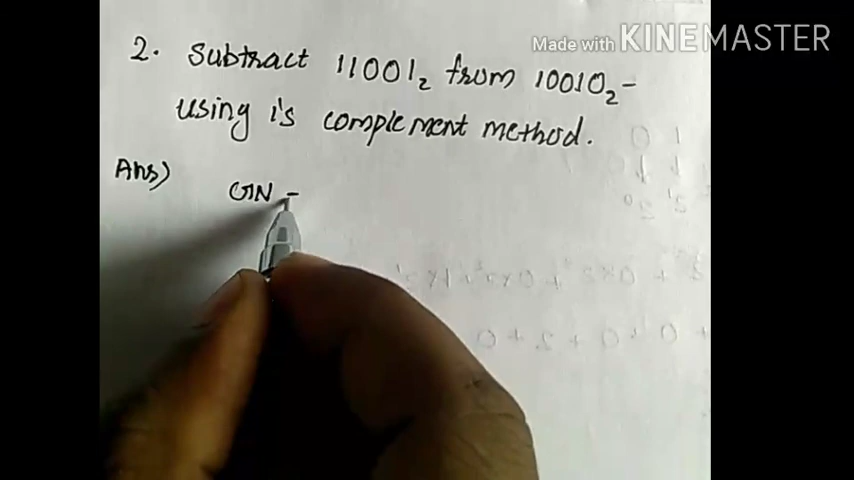 Made with KINEMASTER
2. Subtract 11001₂ from 10010₂ -
using 1's complement method.
Ans)
GN -